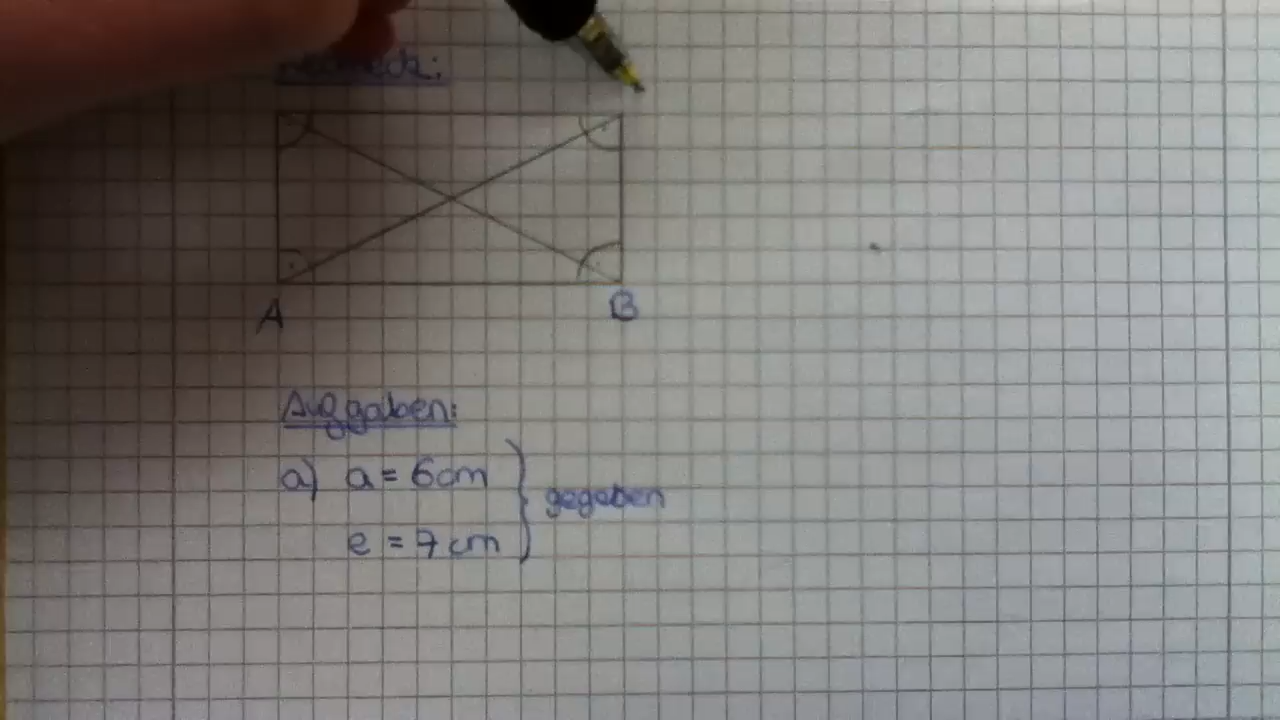 A B
Aufgaben:
a) a = 6cm
gegeben
e = 7cm